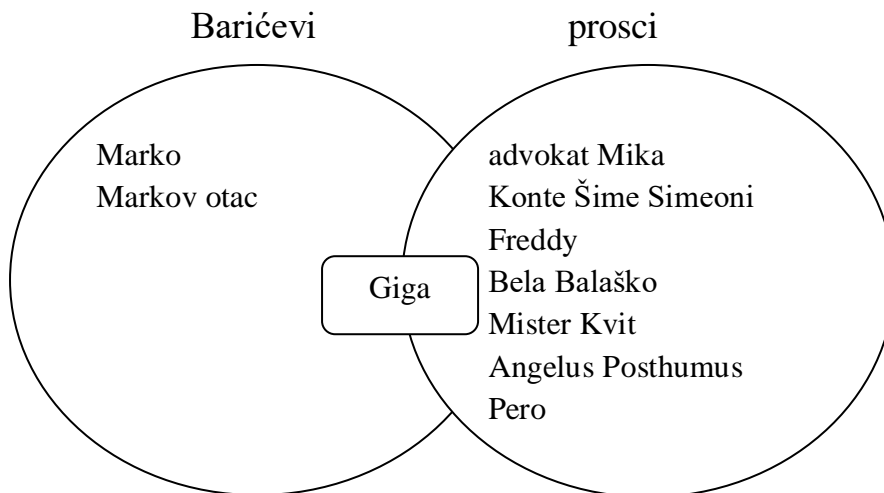 Barićevi
prosci
Marko
Markov otac
Giga
advokat Mika
Konte Šime Simeoni
Freddy
Bela Balaško
Mister Kvit
Angelus Posthumus
Pero